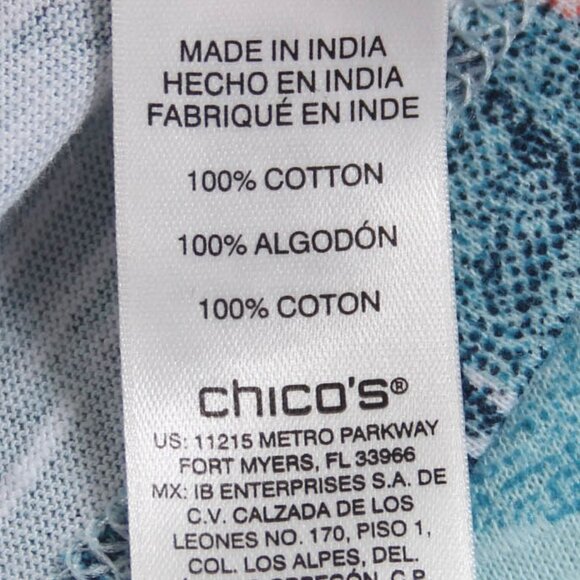 MADE IN INDIA
HECHO EN INDIA
FABRIQUÉ EN INDE
100% COTTON
100% ALGODÓN
100% COTON
chico's®
US: 11215 METRO PARKWAY
FORT MYERS, FL 33966
MX: IB ENTERPRISES S.A. DE
C.V. CALZADA DE LOS
LEONES NO. 170, PISO 1,
COL. LOS ALPES, DEL.